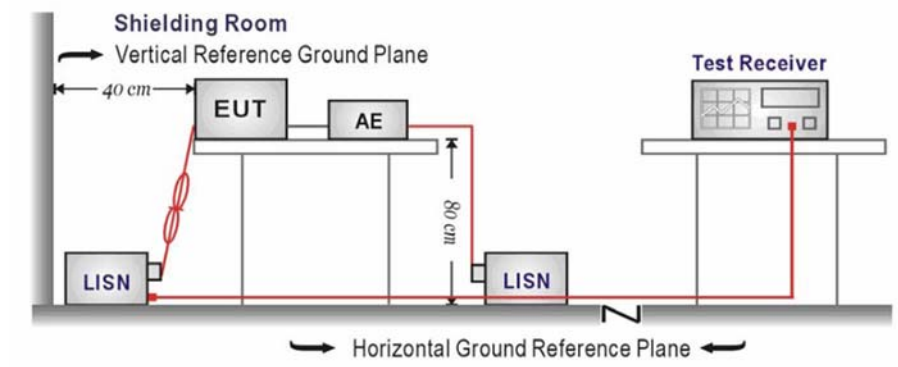 Shielding Room
Vertical Reference Ground Plane
40 cm
EUT
AE
Test Receiver
80 cm
LISN
LISN
Horizontal Ground Reference Plane